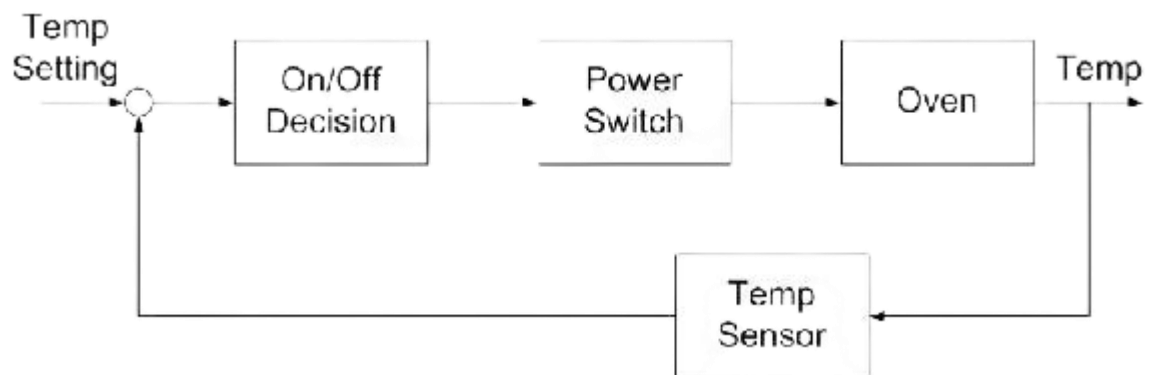 Temp
Setting
On/Off
Decision
Power
Switch
Oven
Temp
Temp
Sensor